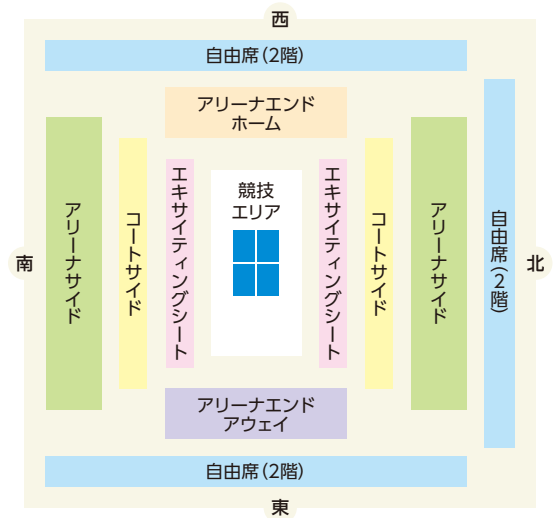 西
自由席（2階）
アリーナエンド
ホーム
南
アリーナサイド
コートサイド
エキサイティングシート
競技
エリア
エキサイティングシート
コートサイド
アリーナサイド
自由席（2階）
北
アリーナエンド
アウェイ
自由席（2階）
東